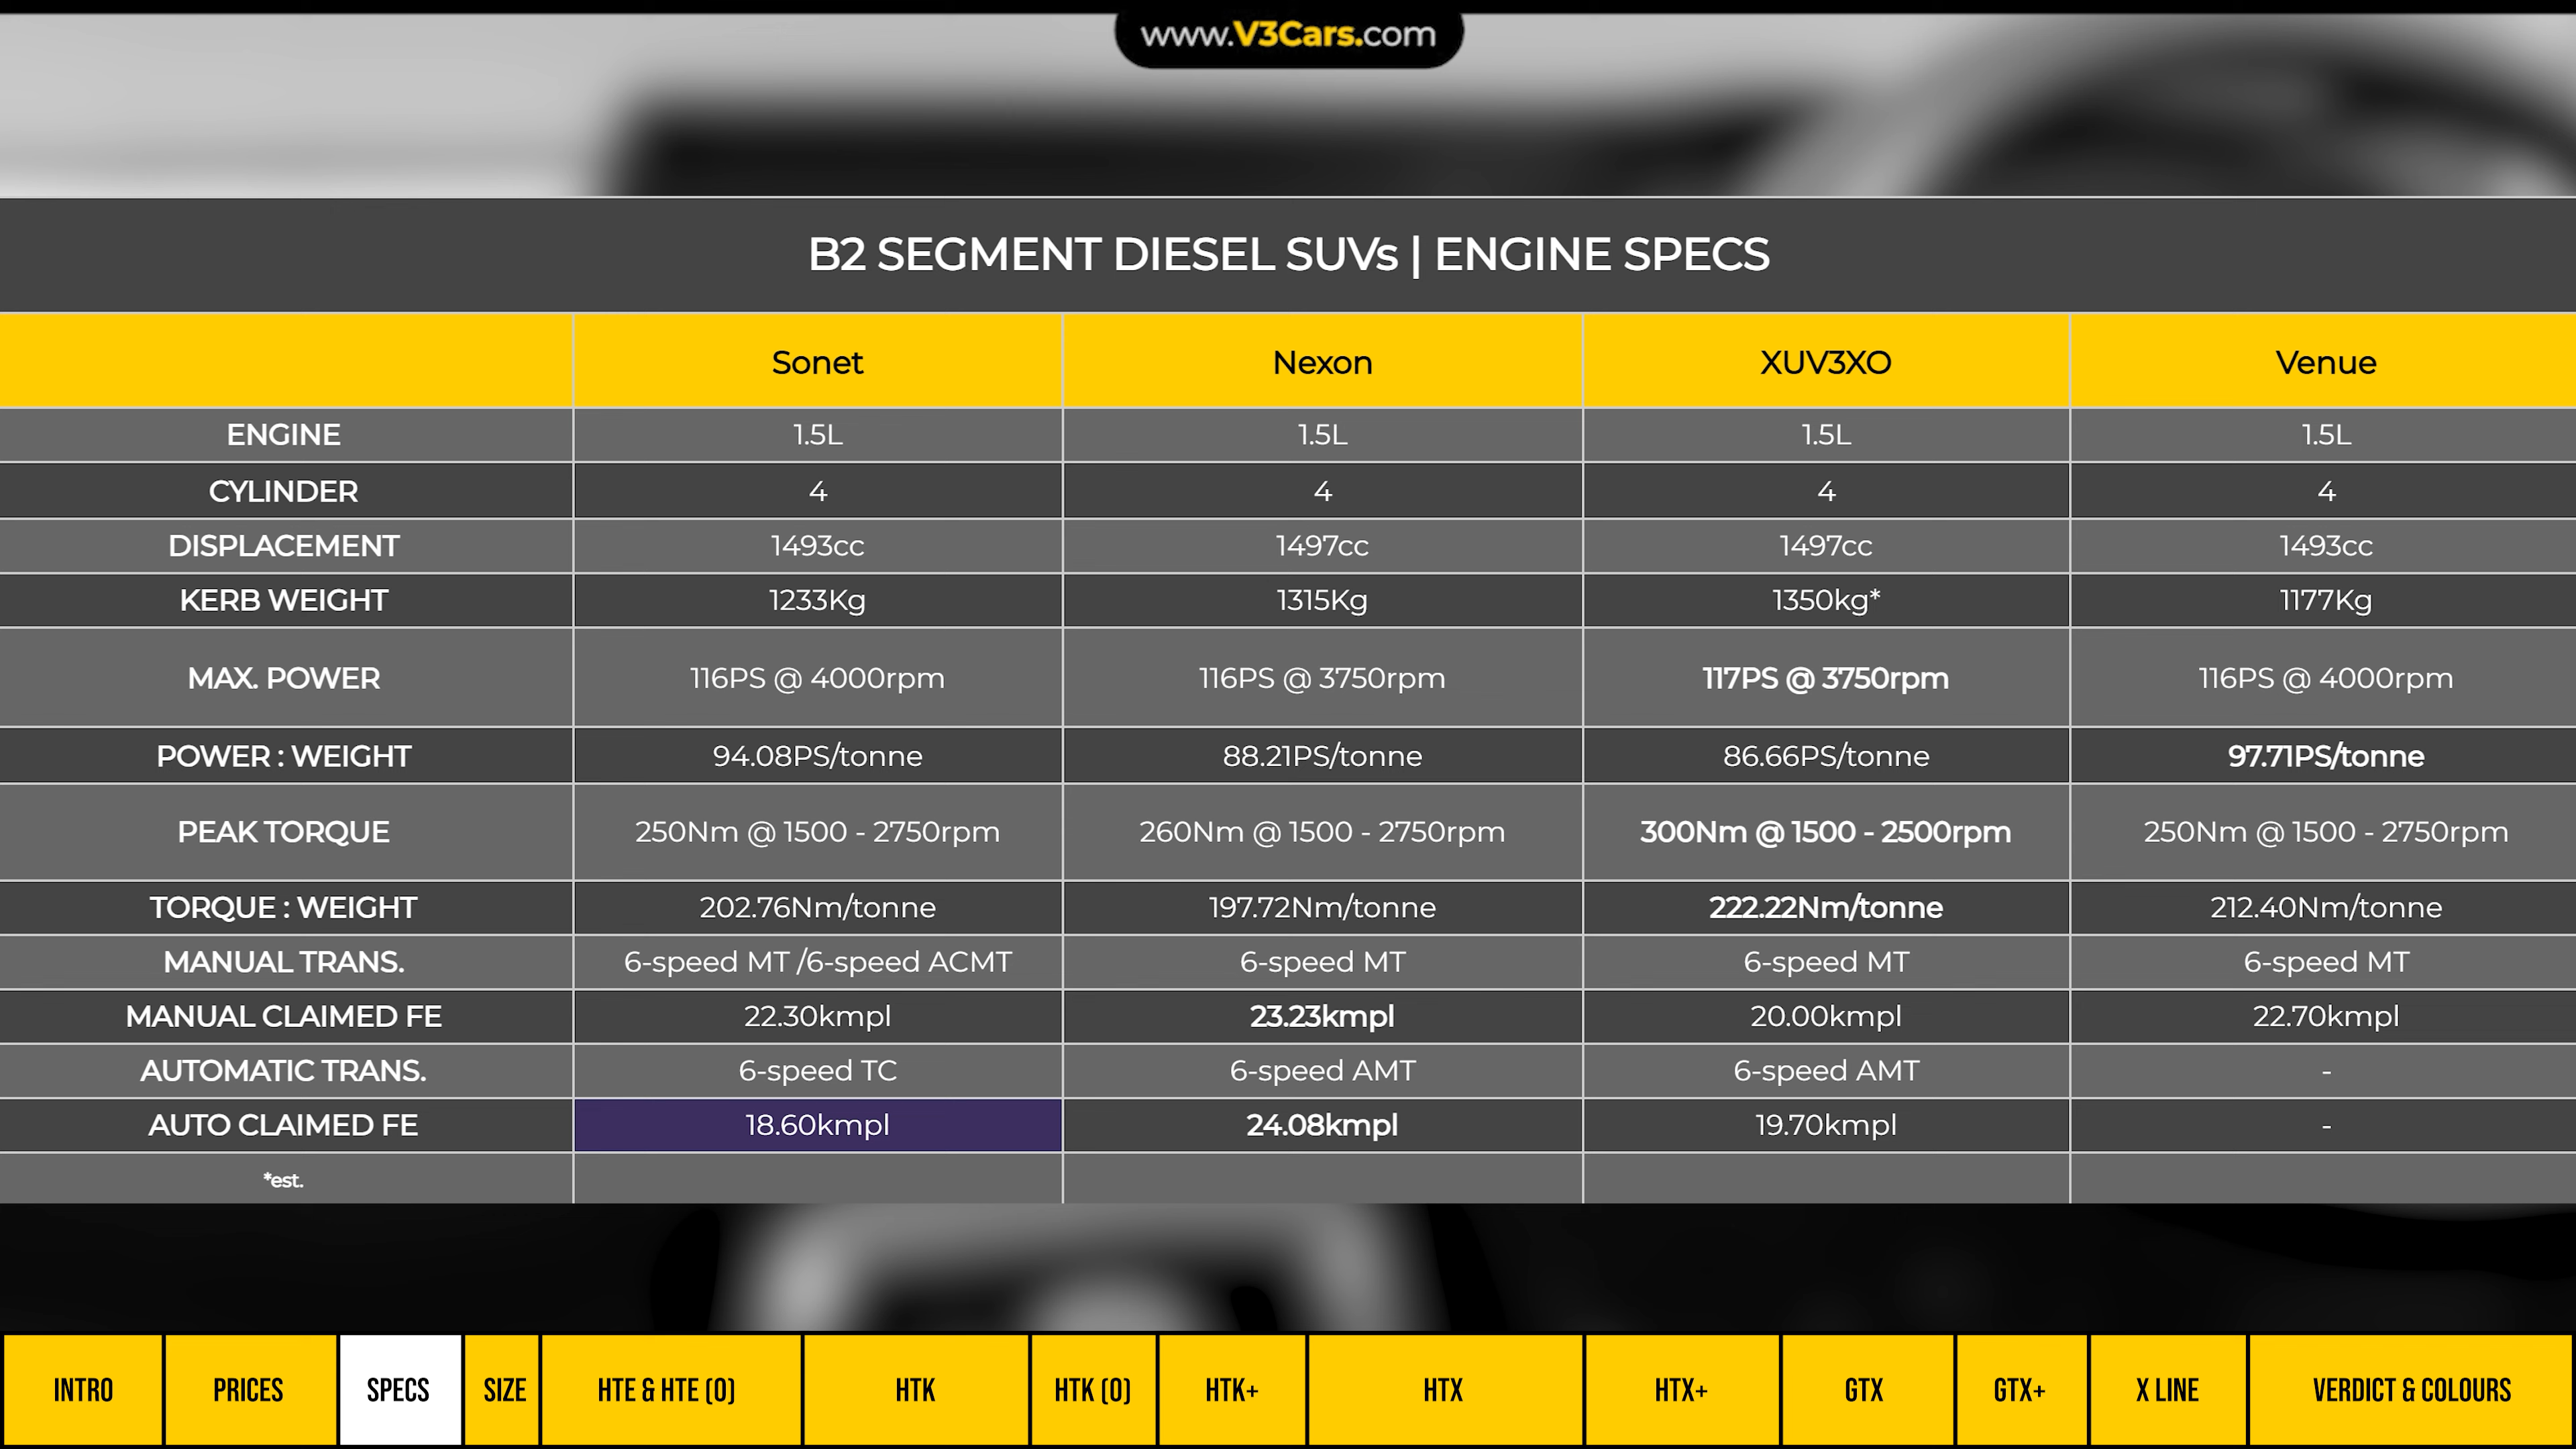 www.V3Cars.com
B2 SEGMENT DIESEL SUVs | ENGINE SPECS
Sonet Nexon XUV3XO Venue
ENGINE 1.5L 1.5L 1.5L 1.5L
CYLINDER 4 4 4 4
DISPLACEMENT 1493cc 1497cc 1497cc 1493cc
KERB WEIGHT 1233Kg 1315Kg 1350kg* 1177Kg
MAX. POWER 116PS @ 4000rpm 116PS @ 3750rpm 117PS @ 3750rpm 116PS @ 4000rpm
POWER : WEIGHT 94.08PS/tonne 88.21PS/tonne 86.66PS/tonne 97.71PS/tonne
PEAK TORQUE 250Nm @ 1500 - 2750rpm 260Nm @ 1500 - 2750rpm 300Nm @ 1500 - 2500rpm 250Nm @ 1500 - 2750rpm
TORQUE : WEIGHT 202.76Nm/tonne 197.72Nm/tonne 222.22Nm/tonne 212.40Nm/tonne
MANUAL TRANS. 6-speed MT /6-speed ACMT 6-speed MT 6-speed MT 6-speed MT
MANUAL CLAIMED FE 22.30kmpl 23.23kmpl 20.00kmpl 22.70kmpl
AUTOMATIC TRANS. 6-speed TC 6-speed AMT 6-speed AMT -
AUTO CLAIMED FE 18.60kmpl 24.08kmpl 19.70kmpl -
*est.
INTRO PRICES SPECS SIZE HTE & HTE (O) HTK HTK (O) HTK+ HTX HTX+ GTX GTX+ X LINE VERDICT & COLOURS